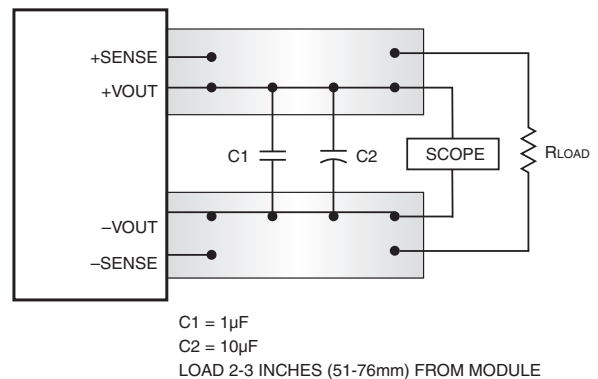 +SENSE
+VOUT
C1
C2
SCOPE
RLOAD
−VOUT
−SENSE
C1 = 1µF
C2 = 10µF
LOAD 2-3 INCHES (51-76mm) FROM MODULE